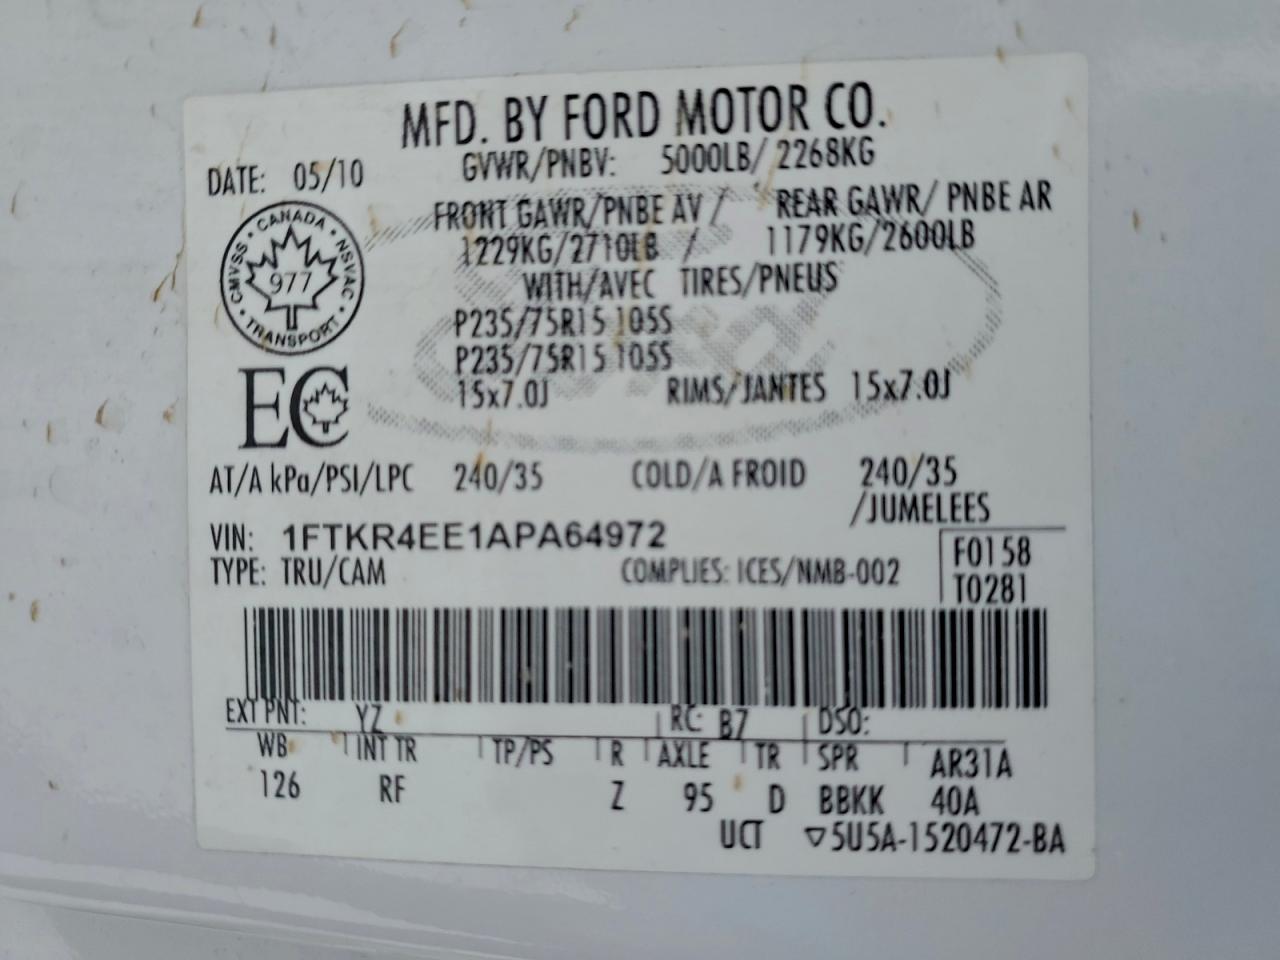 MFD. BY FORD MOTOR CO.
DATE: 05/10 GVWR/PNBV: 5000LB/ 2268KG
FRONT GAWR/PNBE AV / REAR GAWR/ PNBE AR
1229KG/2710LB / 1179KG/2600LB
WITH/AVEC TIRES/PNEUS
P235/75R15 105S
P235/75R15 105S
15x7.0J RIMS/JANTES 15x7.0J
CANADA · NSVAC · TRANSPORT · CMVSS ·
977
EC
AT/A kPa/PSI/LPC 240/35 COLD/A FROID 240/35
/JUMELEES
VIN: 1FTKR4EE1APA64972
TYPE: TRU/CAM COMPLIES: ICES/NMB-002
F0158
T0281
EXT PNT: YZ RC: B7 DSO:
WB INT TR TP/PS R AXLE TR SPR AR31A
126 RF Z 95 D BBKK 40A
UCT ▽5U5A-1520472-BA